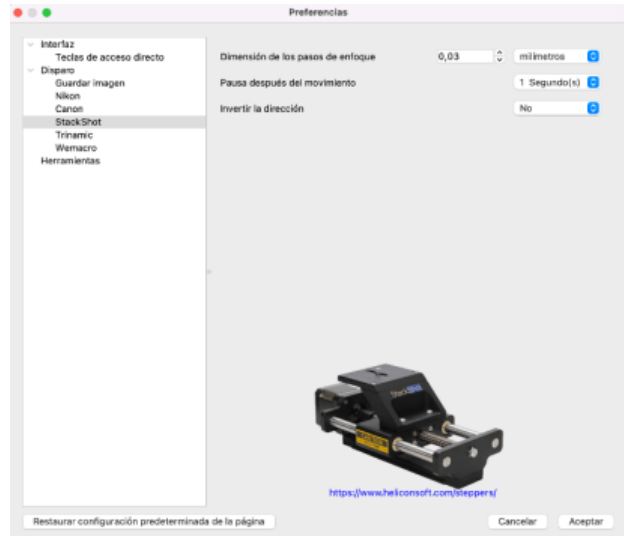 Preferencias
Interfaz
Teclas de acceso directo
Disparo
Guardar imagen
Nikon
Canon
StackShot
Trinamic
Wemacro
Herramientas
Dimensión de los pasos de enfoque 0,03 milímetros
Pausa después del movimiento 1 Segundo(s)
Invertir la dirección No
StackShot
https://www.heliconsoft.com/steppers/
Restaurar configuración predeterminada de la página Cancelar Aceptar